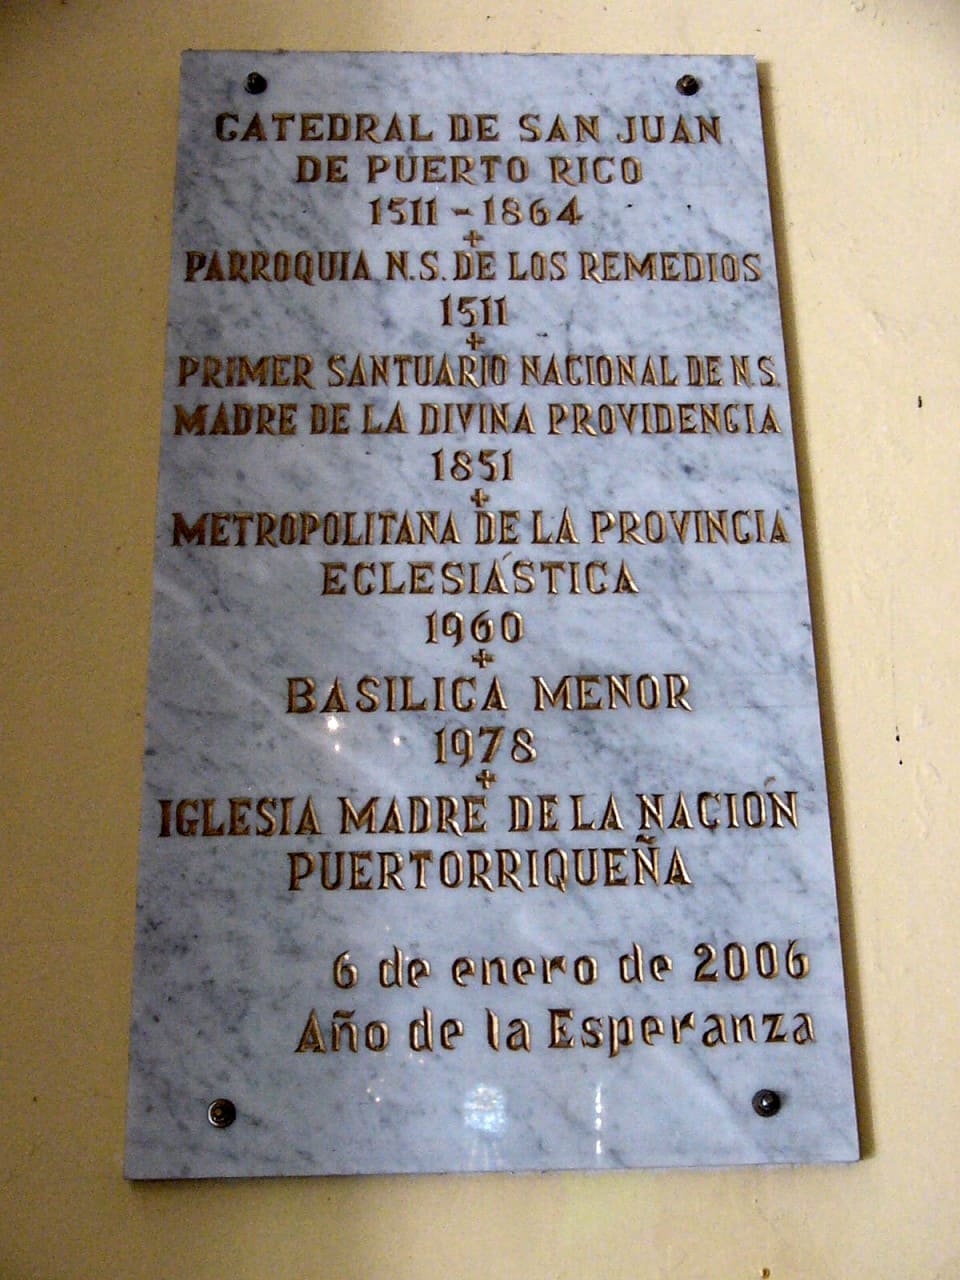 CATEDRAL DE SAN JUAN
DE PUERTO RICO
1511 - 1864
+
PARROQUIA N.S. DE LOS REMEDIOS
1511
+
PRIMER SANTUARIO NACIONAL DE N.S.
MADRE DE LA DIVINA PROVIDENCIA
1851
+
METROPOLITANA DE LA PROVINCIA
ECLESIÁSTICA
1960
+
BASILICA MENOR
1978
+
IGLESIA MADRE DE LA NACIÓN
PUERTORRIQUEÑA
6 de enero de 2006
Año de la Esperanza